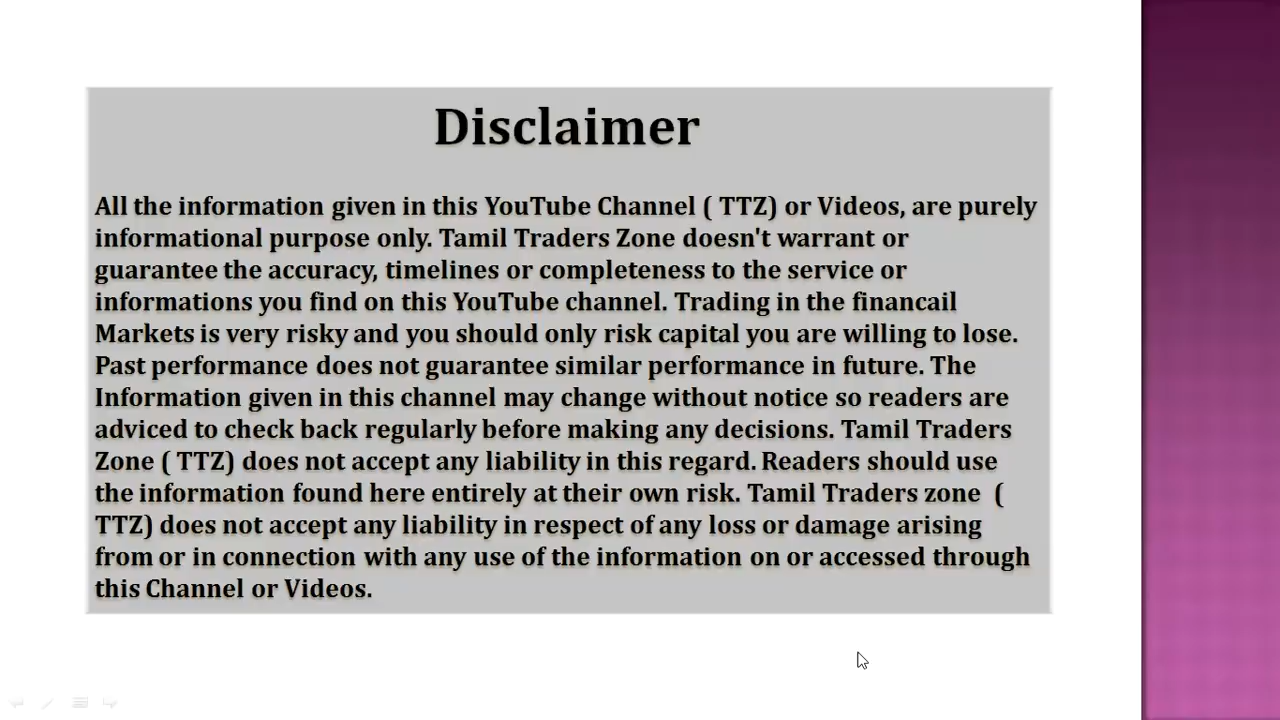 Disclaimer
All the information given in this YouTube Channel ( TTZ) or Videos, are purely
informational purpose only. Tamil Traders Zone doesn't warrant or
guarantee the accuracy, timelines or completeness to the service or
informations you find on this YouTube channel. Trading in the financail
Markets is very risky and you should only risk capital you are willing to lose.
Past performance does not guarantee similar performance in future. The
Information given in this channel may change without notice so readers are
adviced to check back regularly before making any decisions. Tamil Traders
Zone ( TTZ) does not accept any liability in this regard. Readers should use
the information found here entirely at their own risk. Tamil Traders zone  (
TTZ) does not accept any liability in respect of any loss or damage arising
from or in connection with any use of the information on or accessed through
this Channel or Videos.